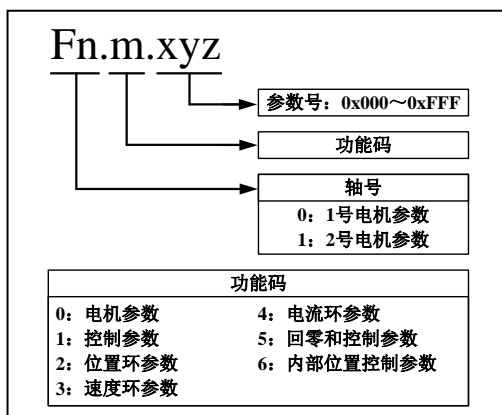 Fn.m.xyz
参数号：0x000～0xFFF
功能码
轴号
0：1号电机参数
1：2号电机参数
功能码
0：电机参数
4：电流环参数
1：控制参数
5：回零和控制参数
2：位置环参数
6：内部位置控制参数
3：速度环参数